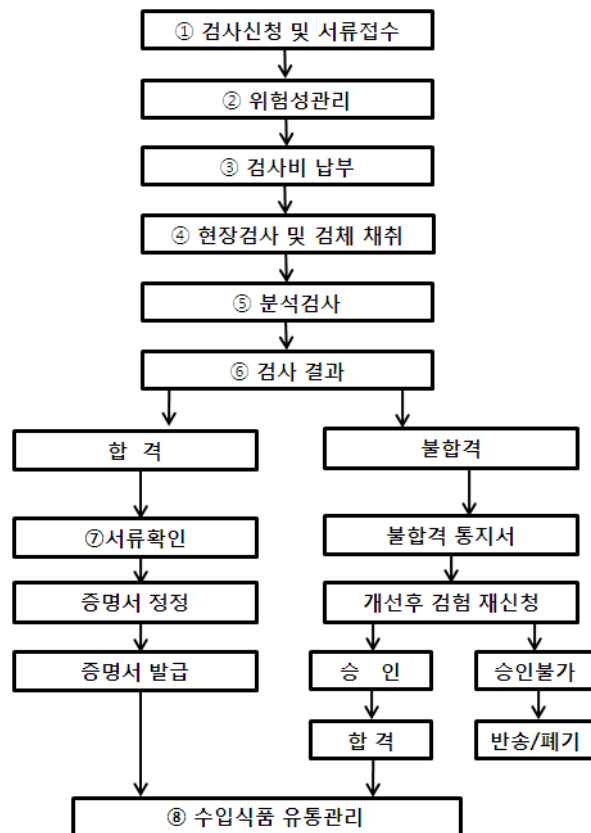 ① 검사신청 및 서류접수
② 위험성관리
③ 검사비 납부
④ 현장검사 및 검체 채취
⑤ 분석검사
⑥ 검사 결과
합 격
불합격
⑦서류확인
불합격 통지서
증명서 정정
개선후 검험 재신청
증명서 발급
승 인
승인불가
합 격
반송/폐기
⑧ 수입식품 유통관리